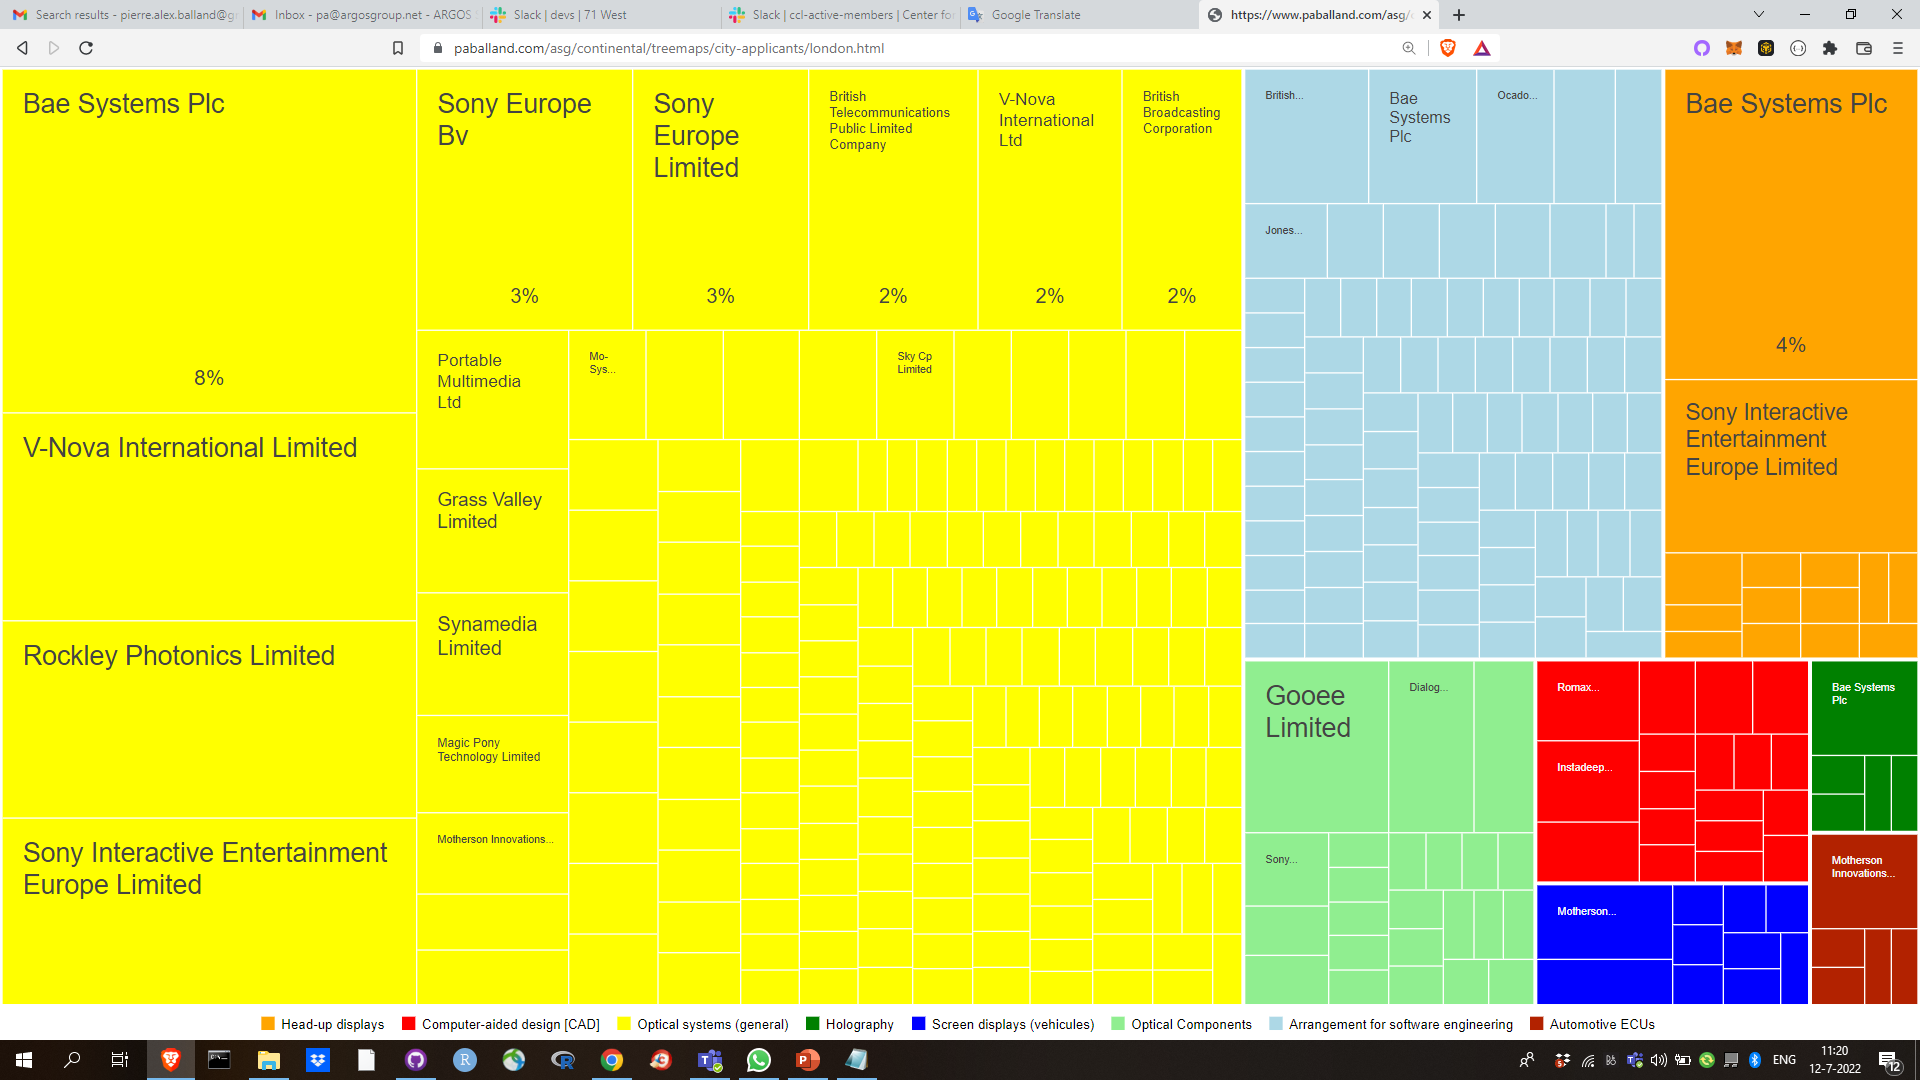 Search results - pierre.alex.balland@g
Inbox - pa@argosgroup.net - ARGOS
Slack | devs | 71 West
Slack | ccl-active-members | Center for
Google Translate
https://www.paballand.com/asg/
paballand.com/asg/continental/treemaps/city-applicants/london.html
Bae Systems Plc
8%
V-Nova International Limited
Rockley Photonics Limited
Sony Interactive Entertainment
Europe Limited
Sony Europe
Bv
3%
Sony
Europe
Limited
3%
British
Telecommunications
Public Limited
Company
2%
V-Nova
International
Ltd
2%
British
Broadcasting
Corporation
2%
Portable
Multimedia
Ltd
Mo-
Sys...
Sky Cp
Limited
Grass Valley
Limited
Synamedia
Limited
Magic Pony
Technology Limited
Motherson Innovations...
British...
Bae
Systems
Plc
Ocado...
Jones...
Bae Systems Plc
4%
Sony Interactive
Entertainment
Europe Limited
Gooee
Limited
Dialog...
Sony...
Romax...
Instadeep...
Motherson...
Bae Systems
Plc
Motherson
Innovations...
Head-up displays
Computer-aided design [CAD]
Optical systems (general)
Holography
Screen displays (vehicules)
Optical Components
Arrangement for software engineering
Automotive ECUs
ENG
11:20
12-7-2022
12